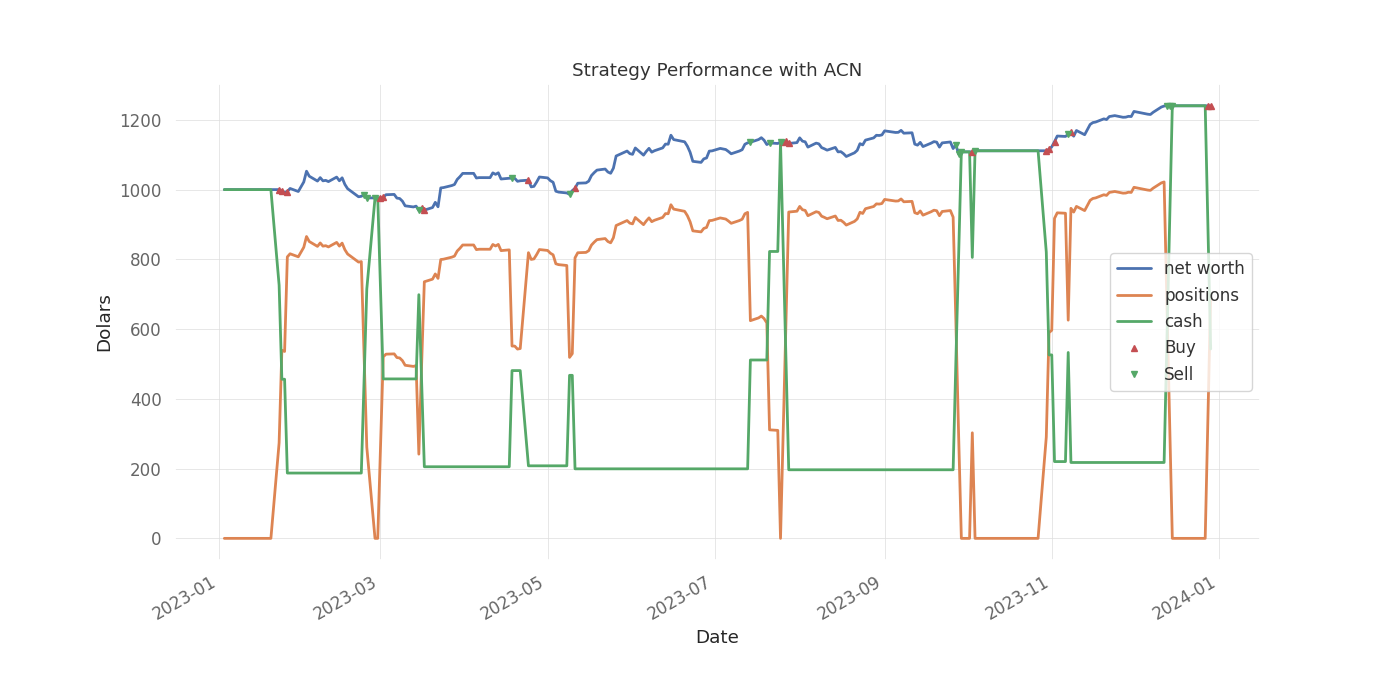 Strategy Performance with ACN
1200
1000
800
600
400
200
0
Dolars
net worth
positions
cash
Buy
Sell
2023-01
2023-03
2023-05
2023-07
2023-09
2023-11
2024-01
Date